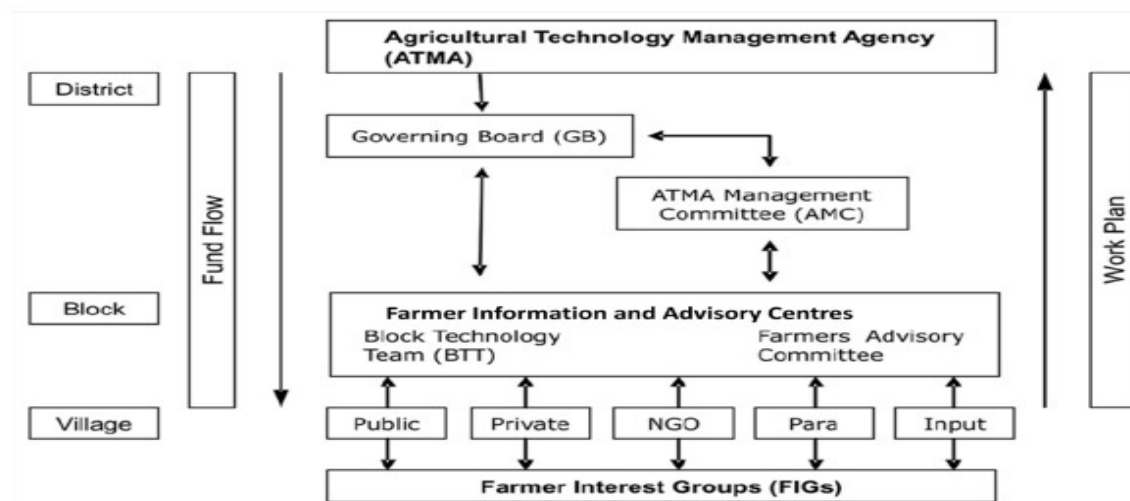 Agricultural Technology Management Agency
(ATMA)
District
Governing Board (GB)
ATMA Management
Committee (AMC)
Fund Flow
Work Plan
Block
Farmer Information and Advisory Centres
Block Technology
Team (BTT)
Farmers Advisory
Committee
Village
Public
Private
NGO
Para
Input
Farmer Interest Groups (FIGs)